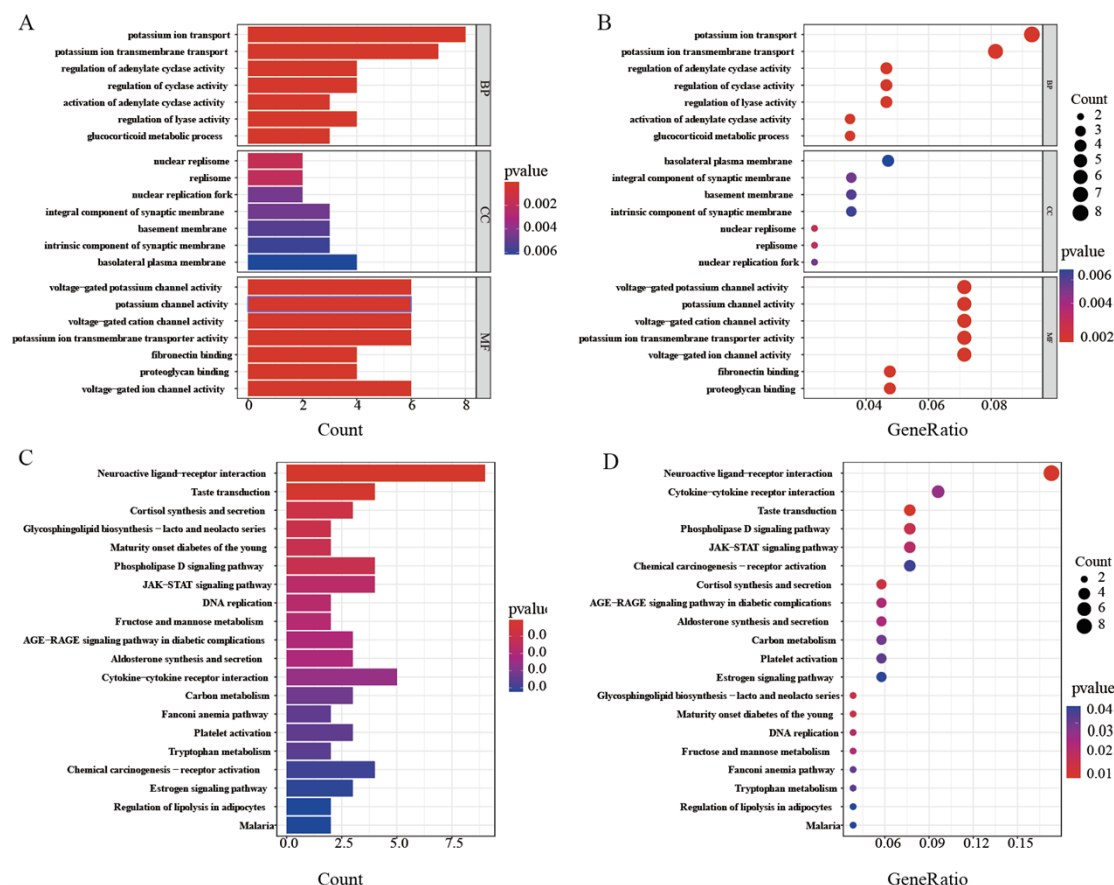 A
potassium ion transport
potassium ion transmembrane transport
regulation of adenylate cyclase activity
regulation of cyclase activity
activation of adenylate cyclase activity
regulation of lyase activity
glucocorticoid metabolic process
BP
nuclear replisome
replisome
nuclear replication fork
integral component of synaptic membrane
basement membrane
intrinsic component of synaptic membrane
basolateral plasma membrane
CC
voltage-gated potassium channel activity
potassium channel activity
voltage-gated cation channel activity
potassium ion transmembrane transporter activity
fibronectin binding
proteoglycan binding
voltage-gated ion channel activity
MF
0 2 4 6 8
Count
pvalue
0.002
0.004
0.006
B
potassium ion transport
potassium ion transmembrane transport
regulation of adenylate cyclase activity
regulation of cyclase activity
regulation of lyase activity
activation of adenylate cyclase activity
glucocorticoid metabolic process
BP
basolateral plasma membrane
integral component of synaptic membrane
basement membrane
intrinsic component of synaptic membrane
nuclear replisome
replisome
nuclear replication fork
CC
voltage-gated potassium channel activity
potassium channel activity
voltage-gated cation channel activity
potassium ion transmembrane transporter activity
voltage-gated ion channel activity
fibronectin binding
proteoglycan binding
MF
0.04 0.06 0.08
GeneRatio
Count
2
3
4
5
6
7
8
pvalue
0.006
0.004
0.002
C
Neuroactive ligand-receptor interaction
Taste transduction
Cortisol synthesis and secretion
Glycosphingolipid biosynthesis - lacto and neolacto series
Maturity onset diabetes of the young
Phospholipase D signaling pathway
JAK-STAT signaling pathway
DNA replication
Fructose and mannose metabolism
AGE-RAGE signaling pathway in diabetic complications
Aldosterone synthesis and secretion
Cytokine-cytokine receptor interaction
Carbon metabolism
Fanconi anemia pathway
Platelet activation
Tryptophan metabolism
Chemical carcinogenesis - receptor activation
Estrogen signaling pathway
Regulation of lipolysis in adipocytes
Malaria
0.0 2.5 5.0 7.5
Count
pvalue
0.0
0.0
0.0
0.0
D
Neuroactive ligand-receptor interaction
Cytokine-cytokine receptor interaction
Taste transduction
Phospholipase D signaling pathway
JAK-STAT signaling pathway
Chemical carcinogenesis - receptor activation
Cortisol synthesis and secretion
AGE-RAGE signaling pathway in diabetic complications
Aldosterone synthesis and secretion
Carbon metabolism
Platelet activation
Estrogen signaling pathway
Glycosphingolipid biosynthesis - lacto and neolacto series
Maturity onset diabetes of the young
DNA replication
Fructose and mannose metabolism
Fanconi anemia pathway
Tryptophan metabolism
Regulation of lipolysis in adipocytes
Malaria
0.06 0.09 0.12 0.15
GeneRatio
Count
2
4
6
8
pvalue
0.04
0.03
0.02
0.01